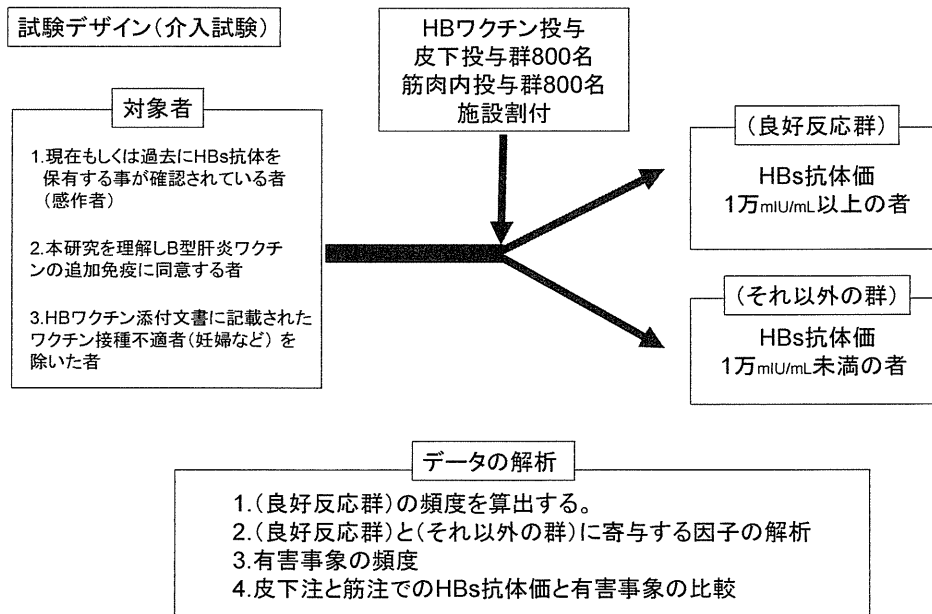 試験デザイン(介入試験)
HBワクチン投与
皮下投与群800名
筋肉内投与群800名
施設割付
対象者
1.現在もしくは過去にHBs抗体を
保有する事が確認されている者
(感作者)
2.本研究を理解しB型肝炎ワクチ
ンの追加免疫に同意する者
3.HBワクチン添付文書に記載された
ワクチン接種不適者(妊婦など)を
除いた者
(良好反応群)
HBs抗体価
1万mIU/mL以上の者
(それ以外の群)
HBs抗体価
1万mIU/mL未満の者
データの解析
1.(良好反応群)の頻度を算出する。
2.(良好反応群)と(それ以外の群)に寄与する因子の解析
3.有害事象の頻度
4.皮下注と筋注でのHBs抗体価と有害事象の比較